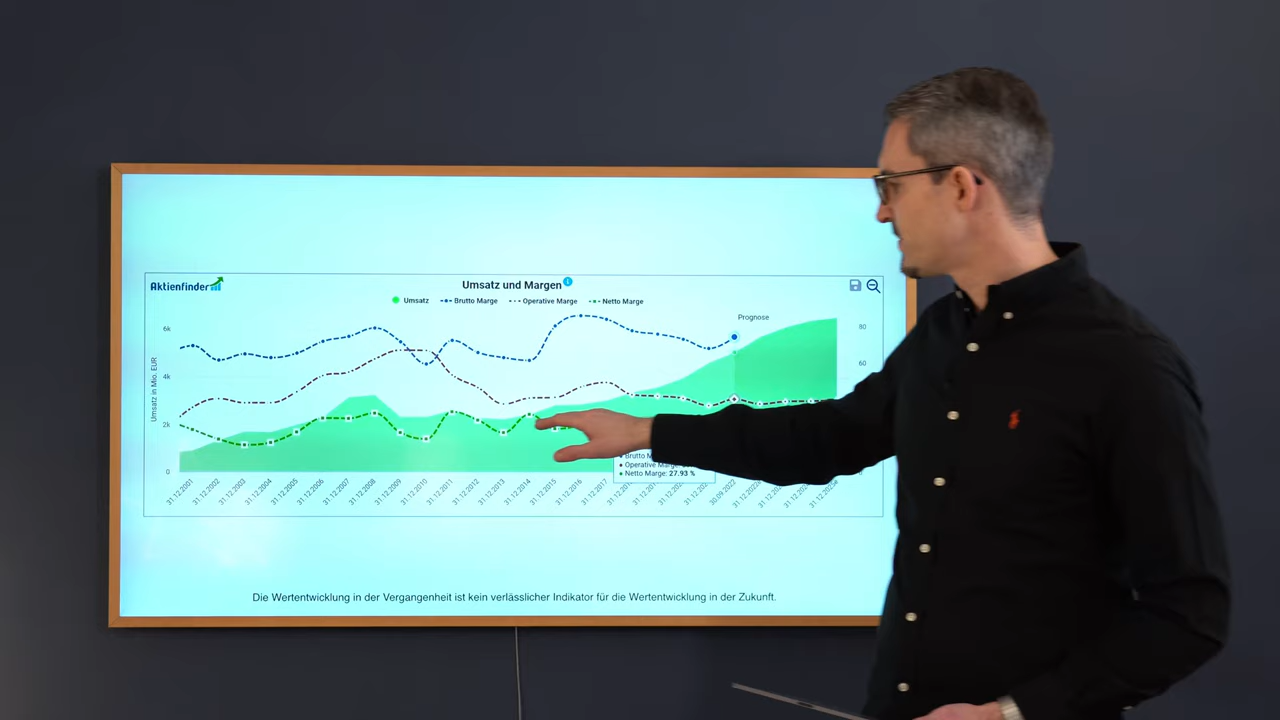 Aktienfinder
Umsatz und Margen
Umsatz
Brutto Marge
Operative Marge
Netto Marge
Prognose
Umsatz in Mio. EUR
6k
4k
2k
0
80
60
Brutto
Operative Marge
Netto Marge: 27.93 %
31.12.2001
31.12.2002
31.12.2003
31.12.2004
31.12.2005
31.12.2006
31.12.2007
31.12.2008
31.12.2009
31.12.2010
31.12.2011
31.12.2012
31.12.2013
31.12.2014
31.12.2015
31.12.2016
30.09.2022
Die Wertentwicklung in der Vergangenheit ist kein verlässlicher Indikator für die Wertentwicklung in der Zukunft.